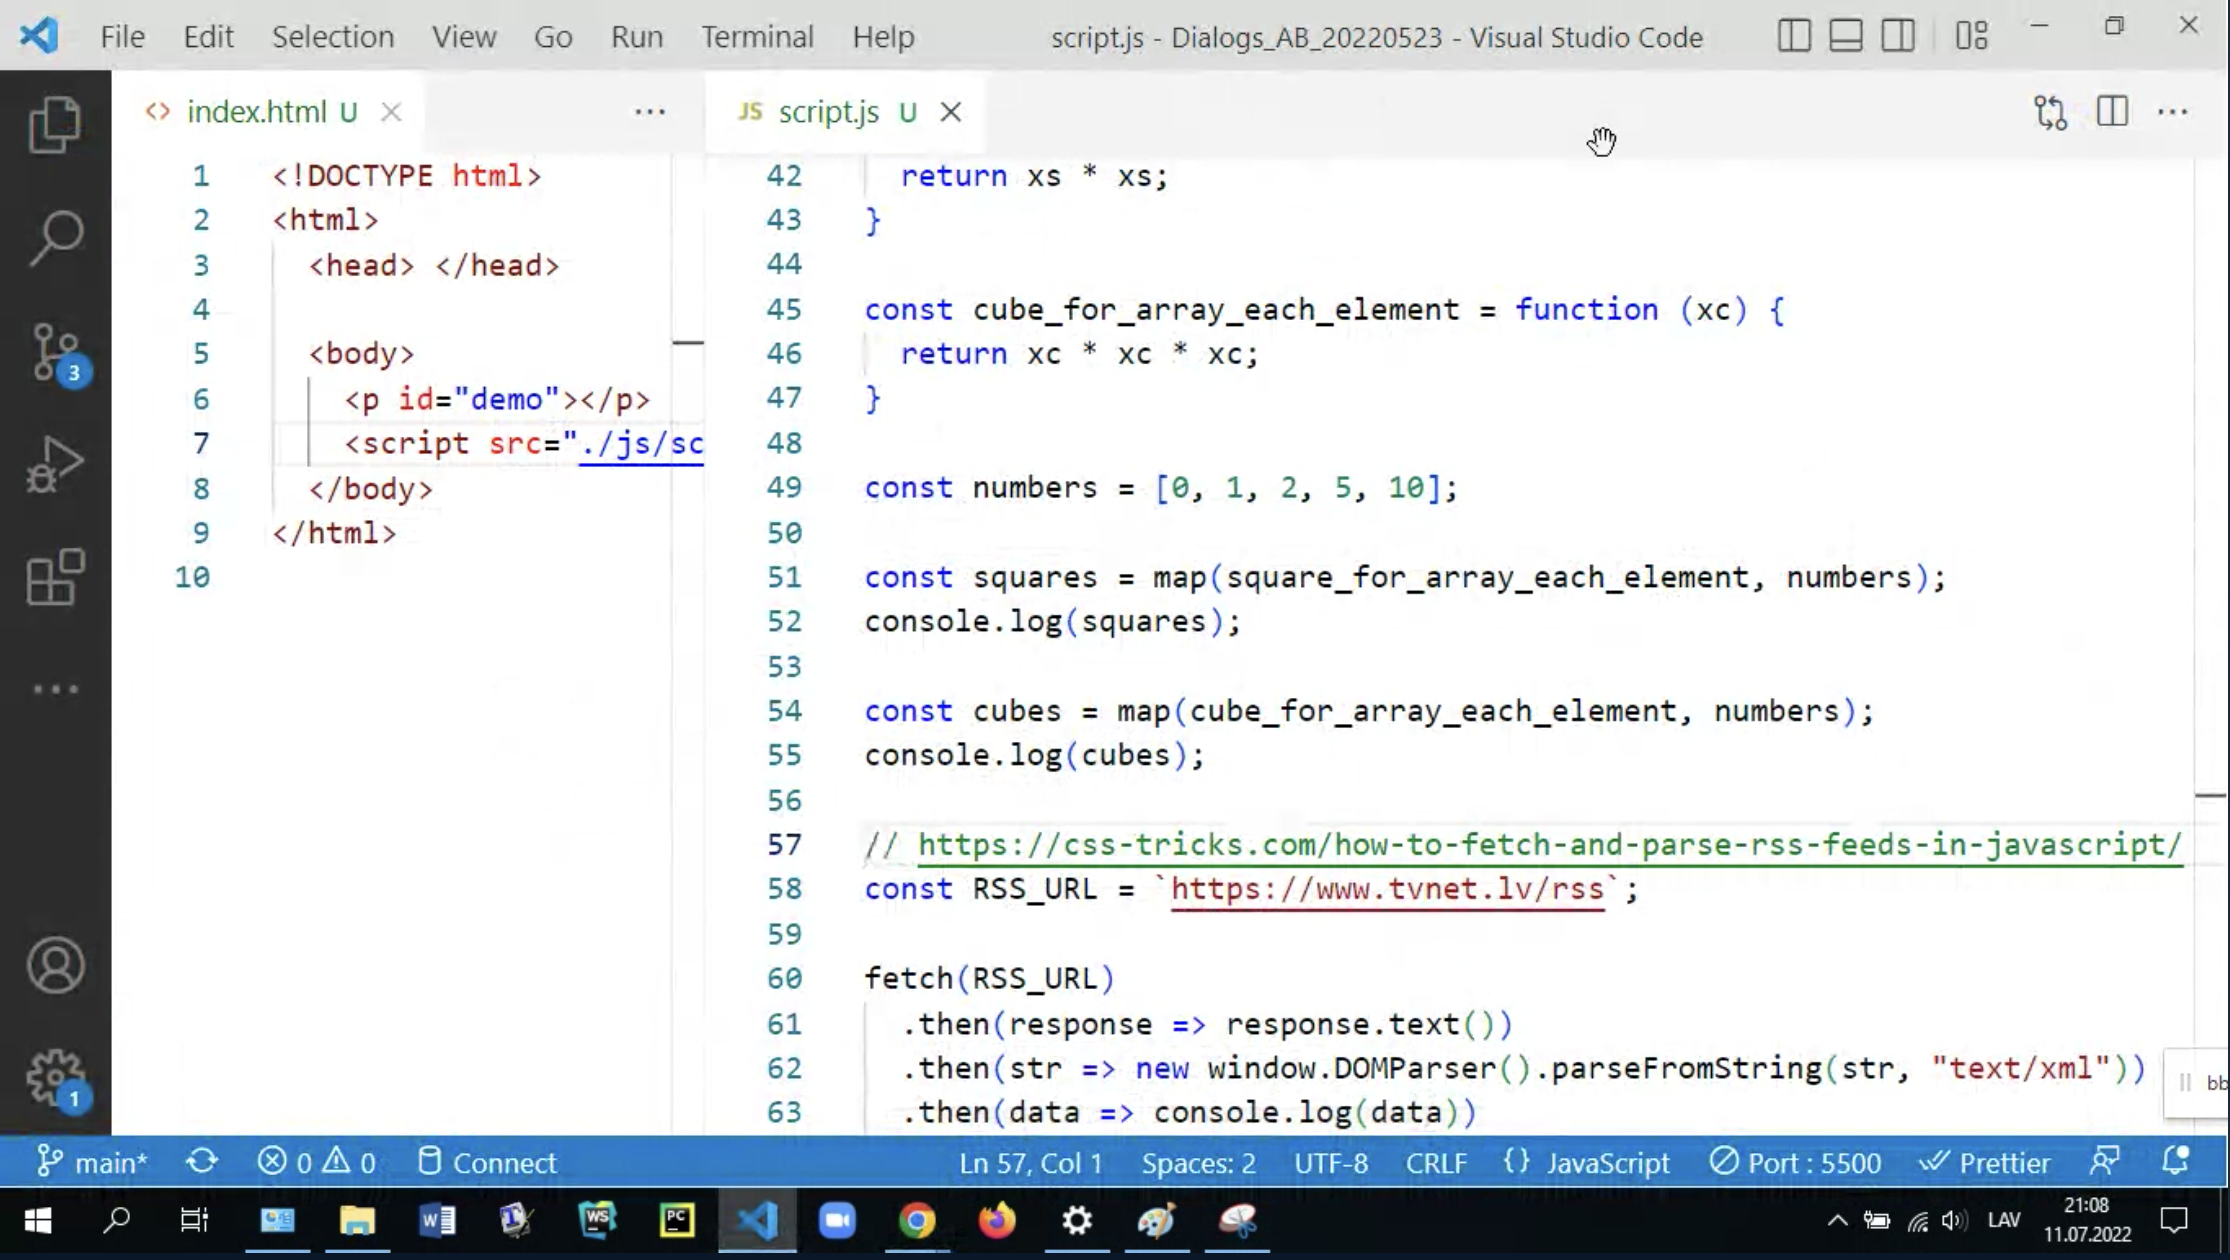 File Edit Selection View Go Run Terminal Help script.js - Dialogs_AB_20220523 - Visual Studio Code
index.html U
1 <!DOCTYPE html>
2 <html>
3 <head> </head>
4
5 <body>
6 <p id="demo"></p>
7 <script src="./js/sc
8 </body>
9 </html>
10
JS script.js U
42 return xs * xs;
43 }
44
45 const cube_for_array_each_element = function (xc) {
46 return xc * xc * xc;
47 }
48
49 const numbers = [0, 1, 2, 5, 10];
50
51 const squares = map(square_for_array_each_element, numbers);
52 console.log(squares);
53
54 const cubes = map(cube_for_array_each_element, numbers);
55 console.log(cubes);
56
57 // https://css-tricks.com/how-to-fetch-and-parse-rss-feeds-in-javascript/
58 const RSS_URL = `https://www.tvnet.lv/rss`;
59
60 fetch(RSS_URL)
61 .then(response => response.text())
62 .then(str => new window.DOMParser().parseFromString(str, "text/xml"))
63 .then(data => console.log(data))
3
1
bb
main* 0 0 Connect Ln 57, Col 1 Spaces: 2 UTF-8 CRLF {} JavaScript Port : 5500 Prettier
W WS PC LAV 21:08
11.07.2022